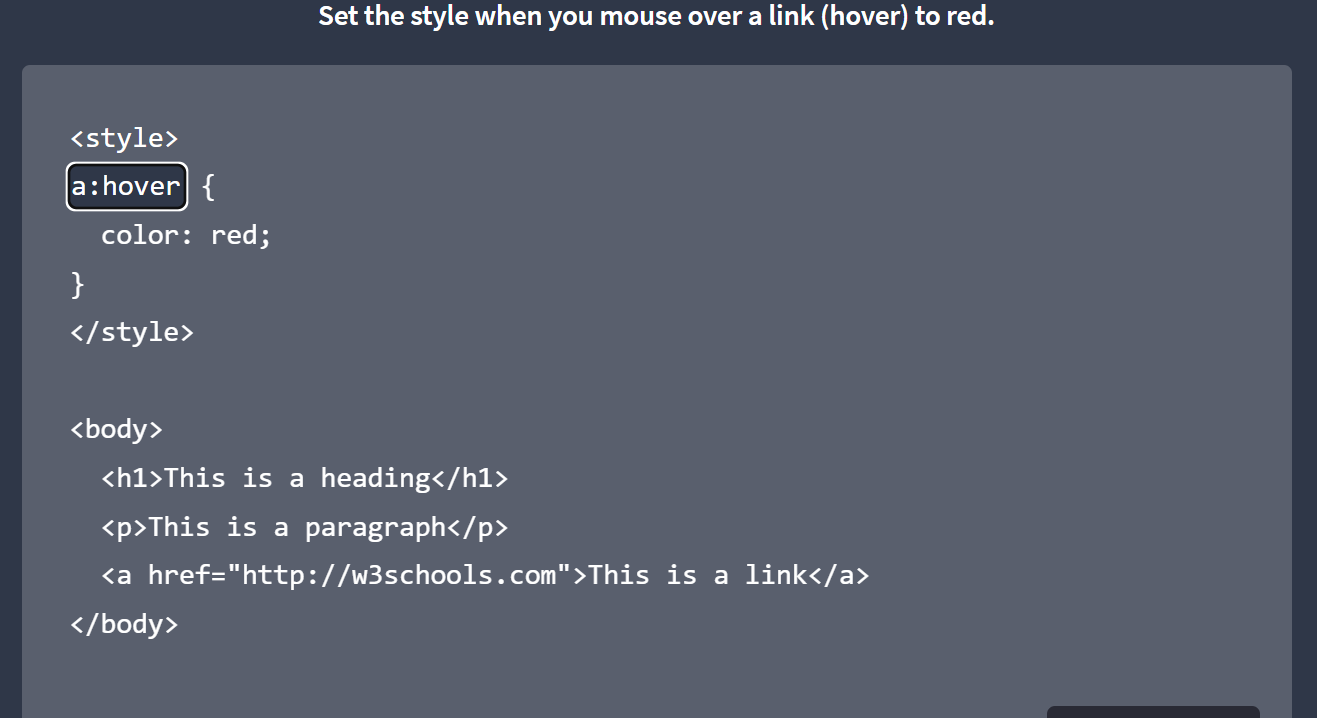 Set the style when you mouse over a link (hover) to red.
<style>
a:hover {
  color: red;
}
</style>
<body>
  <h1>This is a heading</h1>
  <p>This is a paragraph</p>
  <a href="http://w3schools.com">This is a link</a>
</body>